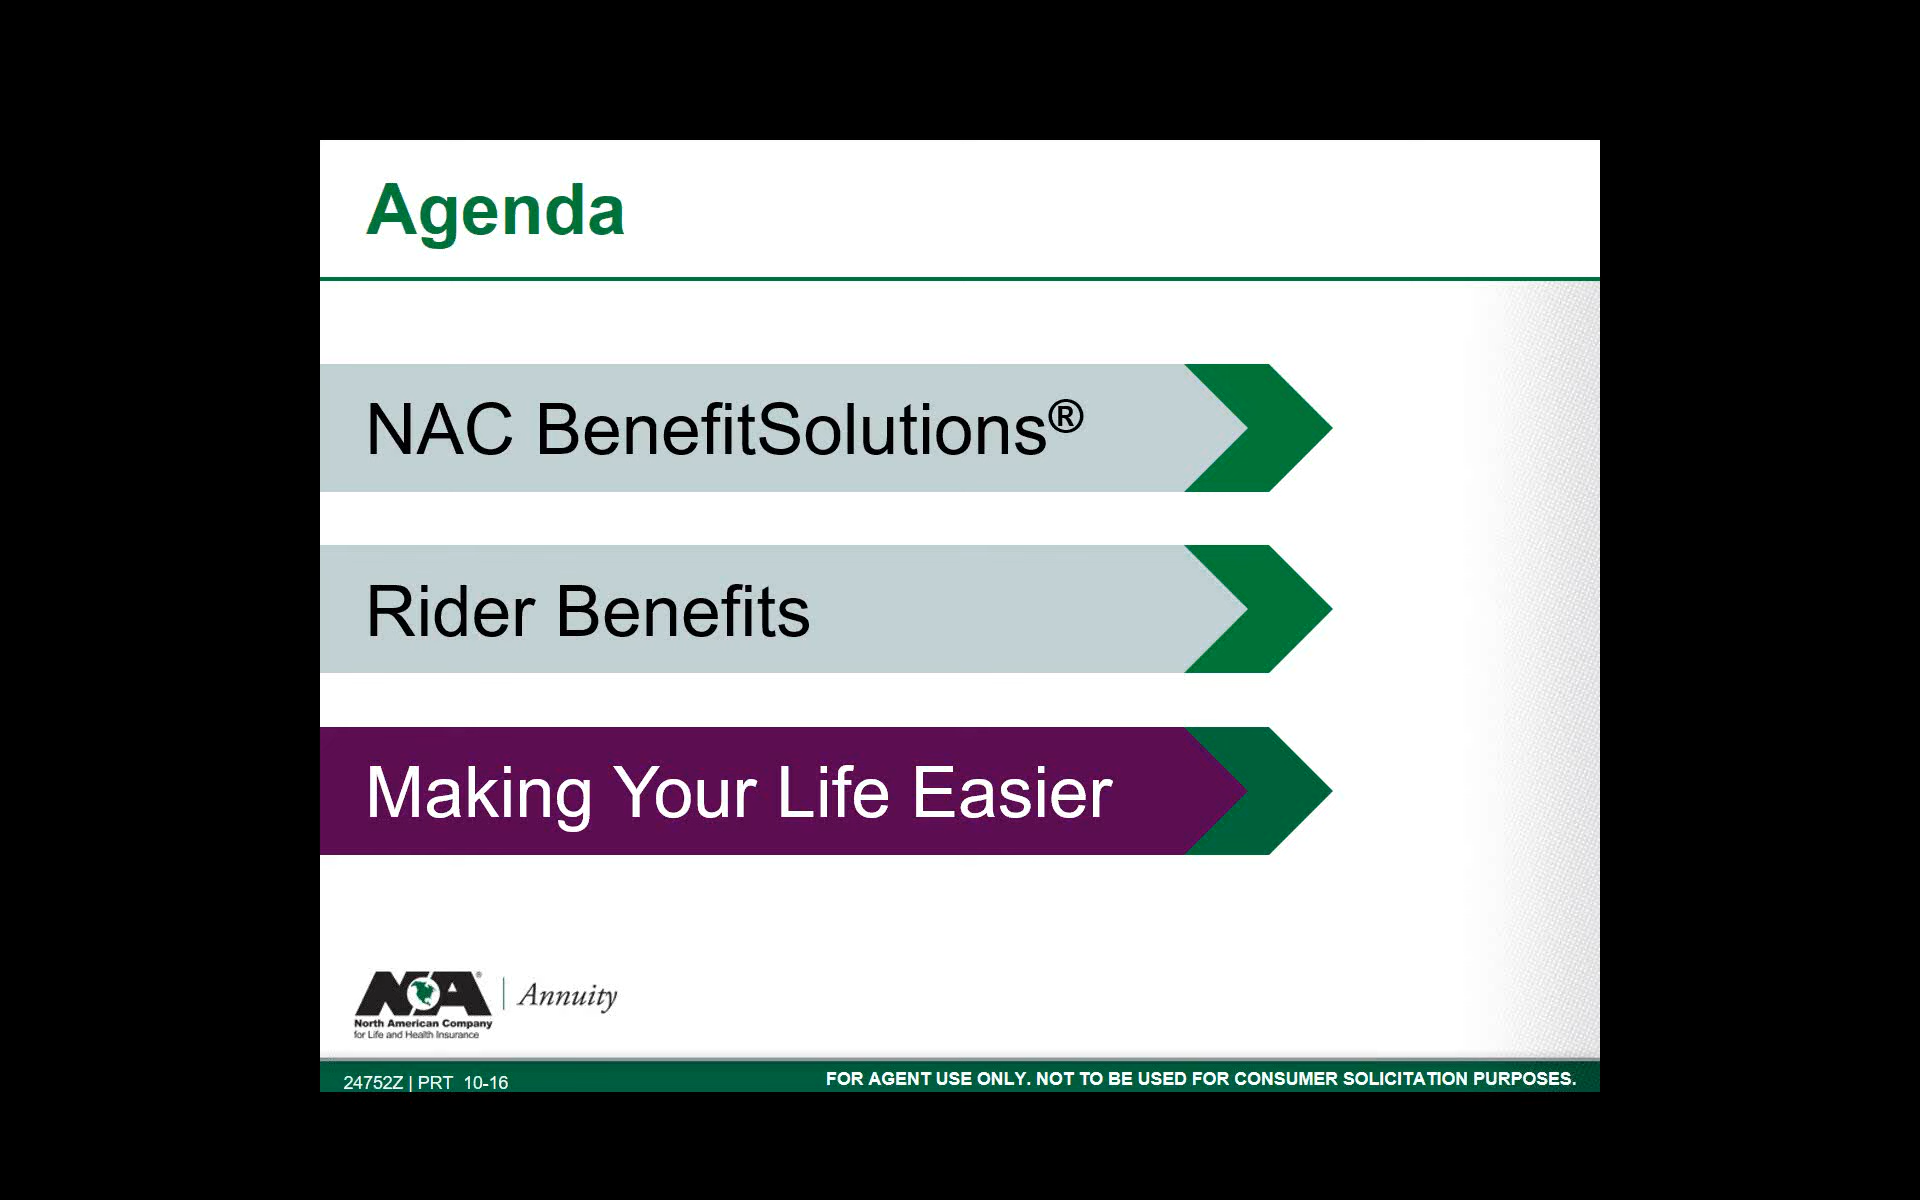 Agenda
NAC BenefitSolutions®
Rider Benefits
Making Your Life Easier
NA® | Annuity
North American Company
for Life and Health Insurance
24752Z | PRT 10-16
FOR AGENT USE ONLY. NOT TO BE USED FOR CONSUMER SOLICITATION PURPOSES.